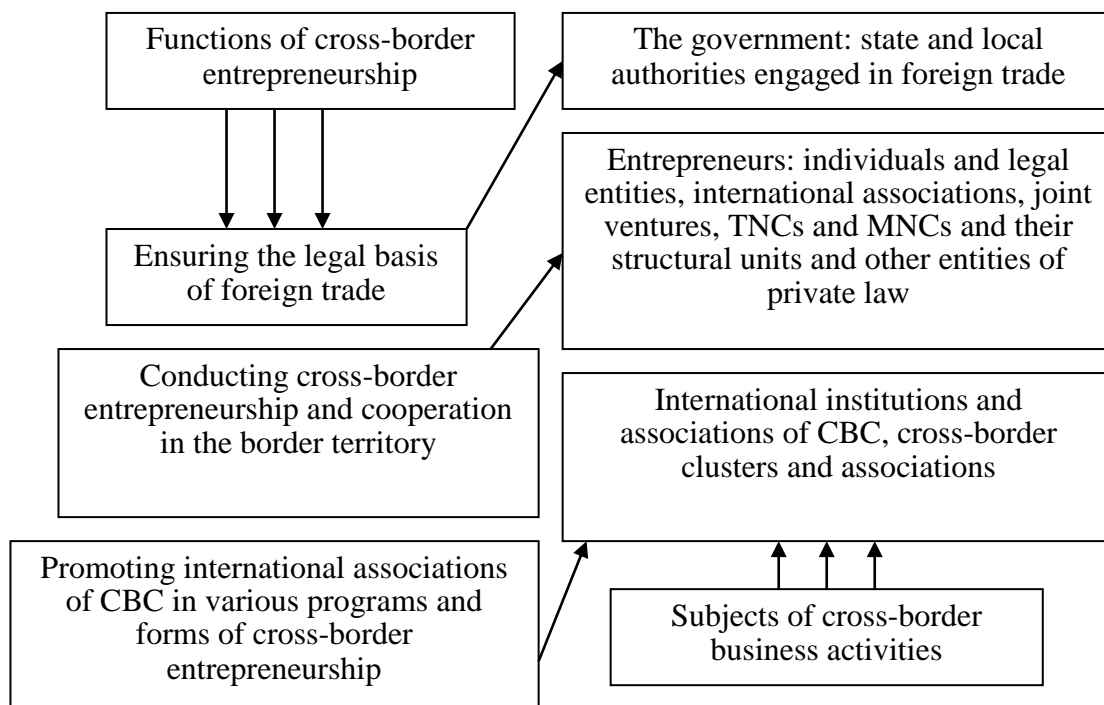 Functions of cross-border
entrepreneurship
The government: state and local
authorities engaged in foreign trade
Entrepreneurs: individuals and legal
entities, international associations, joint
ventures, TNCs and MNCs and their
structural units and other entities of
private law
Ensuring the legal basis
of foreign trade
Conducting cross-border
entrepreneurship and cooperation
in the border territory
International institutions and
associations of CBC, cross-border
clusters and associations
Promoting international associations
of CBC in various programs and
forms of cross-border
entrepreneurship
Subjects of cross-border
business activities